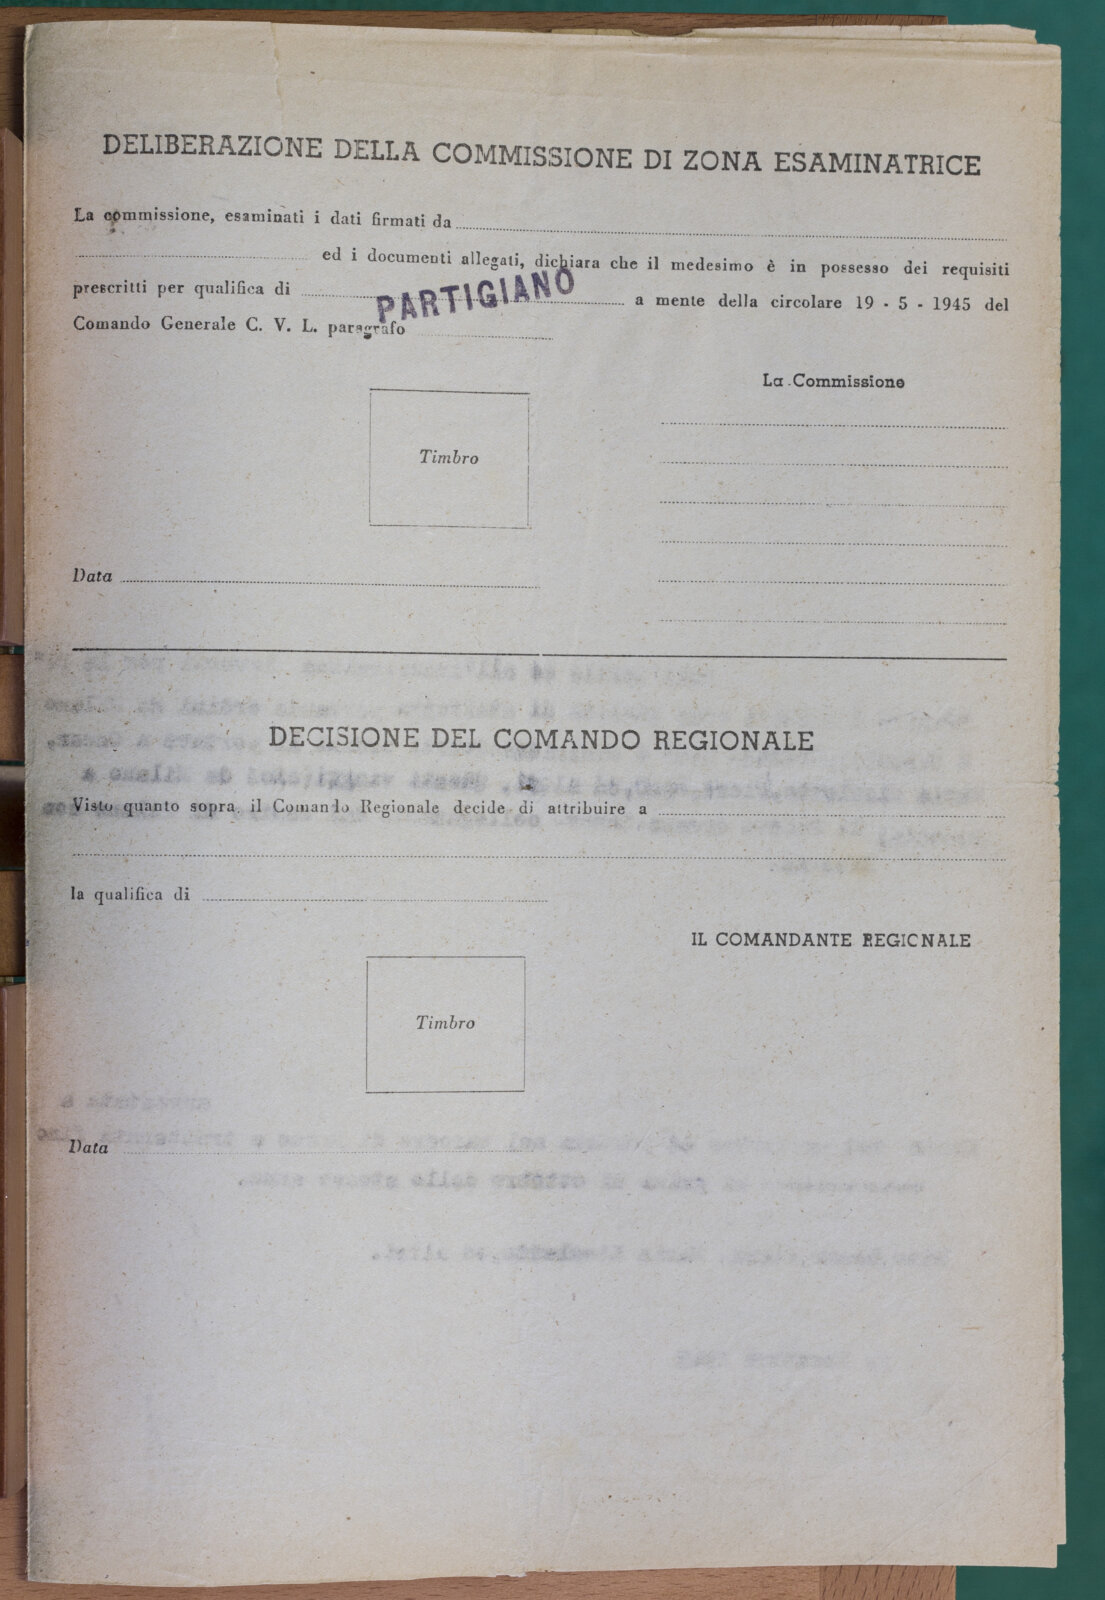 DELIBERAZIONE DELLA COMMISSIONE DI ZONA ESAMINATRICE
La commissione, esaminati i dati firmati da
ed i documenti allegati, dichiara che il medesimo è in possesso dei requisiti
prescritti per qualifica di PARTIGIANO a mente della circolare 19 - 5 - 1945 del
Comando Generale C. V. L. paragrafo
La Commissione
Timbro
Data
DECISIONE DEL COMANDO REGIONALE
Visto quanto sopra il Comando Regionale decide di attribuire a
la qualifica di
IL COMANDANTE REGIONALE
Timbro
Data